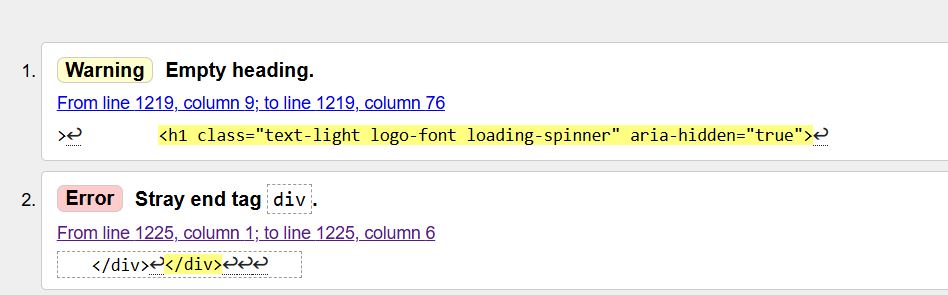 1. Warning Empty heading.
From line 1219, column 9; to line 1219, column 76
>↩ <h1 class="text-light logo-font loading-spinner" aria-hidden="true">↩
2. Error Stray end tag div.
From line 1225, column 1; to line 1225, column 6
</div>↩</div>↩↩↩